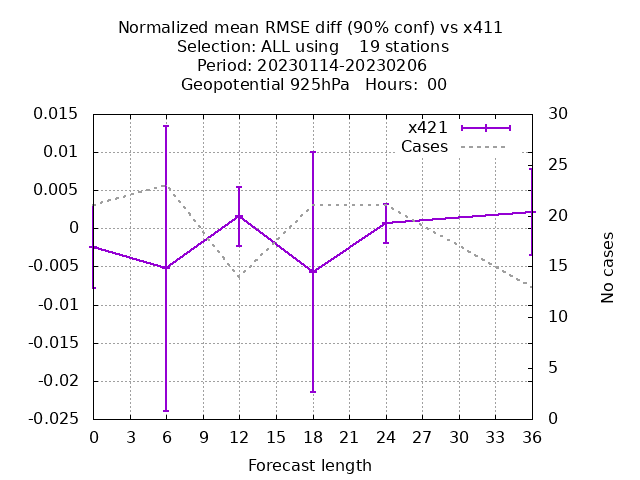 Normalized mean RMSE diff (90% conf) vs x411
Selection: ALL using    19 stations
Period: 20230114-20230206
Geopotential 925hPa   Hours:  00
x421
Cases
0.015
0.01
0.005
0
-0.005
-0.01
-0.015
-0.02
-0.025
30
25
20
15
10
5
0
No cases
0 3 6 9 12 15 18 21 24 27 30 33 36
Forecast length